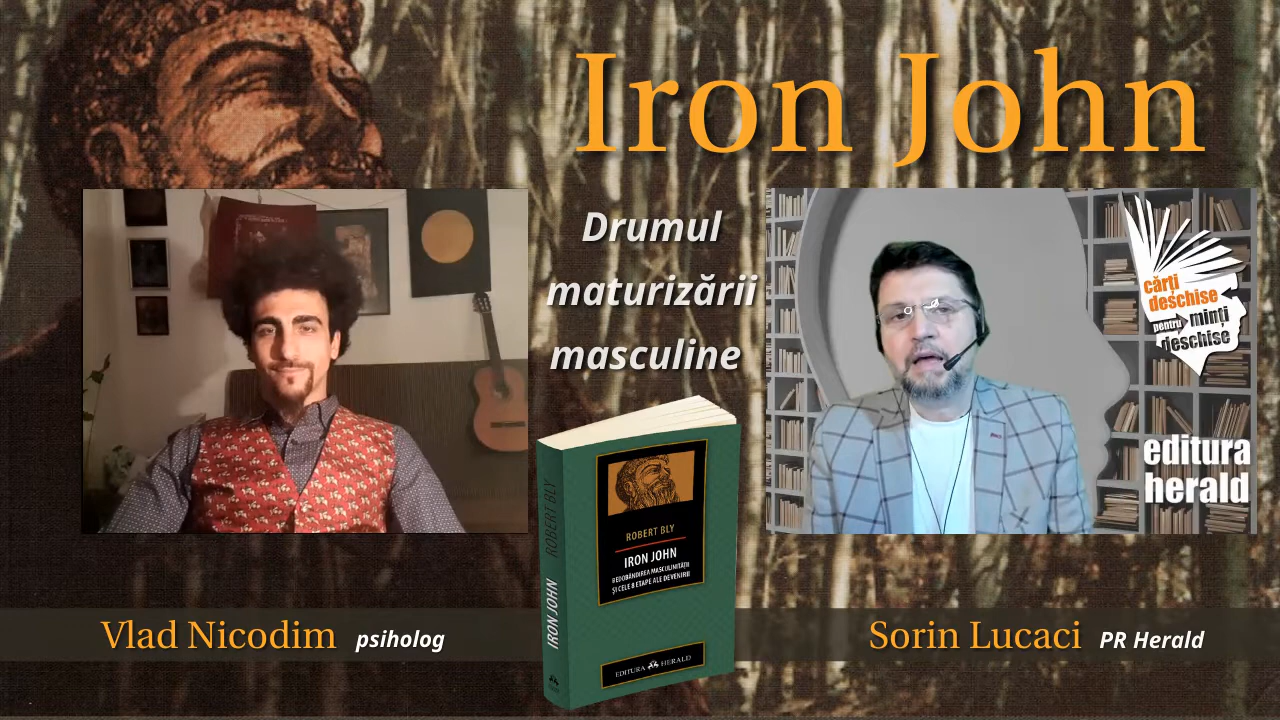 Iron John
Drumul
maturizării
masculine
cărți
deschise
pentru
minți
deschise
editura
herald
ROBERT BLY
IRON JOHN
REDOBÂNDIREA MASCULINITĂȚII
ȘI CELE 8 ETAPE ALE DEVENIRII
EDITURA HERALD
IRON JOHN
ROBERT BLY
Vlad Nicodim psiholog
Sorin Lucaci PR Herald